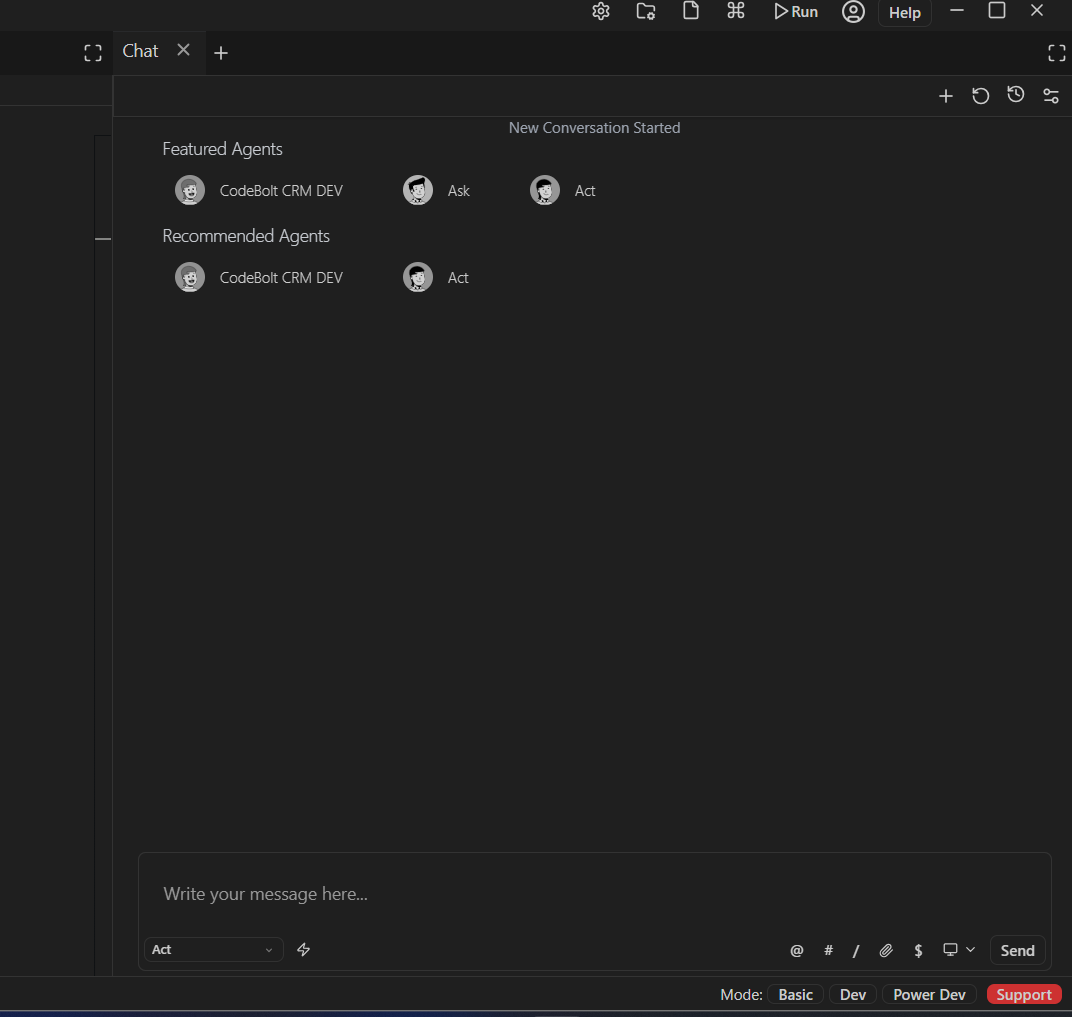 Run Help
Chat
New Conversation Started
Featured Agents
CodeBolt CRM DEV Ask Act
Recommended Agents
CodeBolt CRM DEV Act
Write your message here...
Act @ # / $ Send
Mode: Basic Dev Power Dev Support